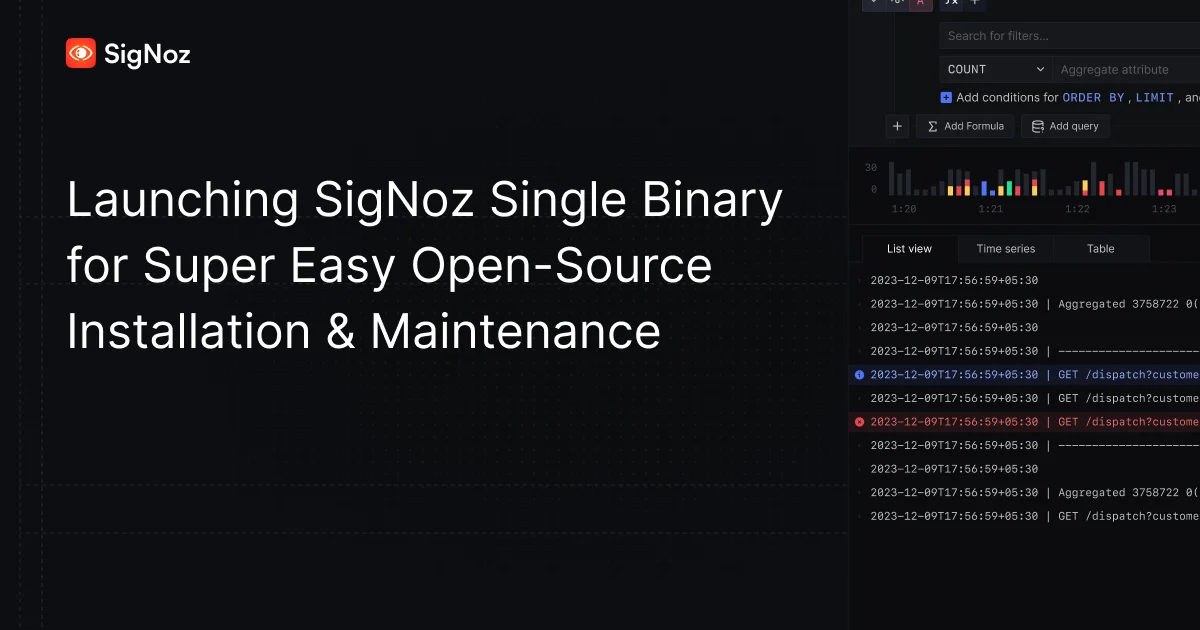 SigNoz
Launching SigNoz Single Binary
for Super Easy Open-Source
Installation & Maintenance
Search for filters...
COUNT
Aggregate attribute
Add conditions for ORDER BY , LIMIT , an
+ Add Formula Add query
30
0
1:20 1:21 1:22 1:23
List view Time series Table
2023-12-09T17:56:59+05:30
2023-12-09T17:56:59+05:30 | Aggregated 3758722 0(
2023-12-09T17:56:59+05:30
2023-12-09T17:56:59+05:30 | ---------------------
2023-12-09T17:56:59+05:30 | GET /dispatch?custome
2023-12-09T17:56:59+05:30 | GET /dispatch?custome
2023-12-09T17:56:59+05:30 | GET /dispatch?custome
2023-12-09T17:56:59+05:30 | ---------------------
2023-12-09T17:56:59+05:30
2023-12-09T17:56:59+05:30 | Aggregated 3758722 0(
2023-12-09T17:56:59+05:30 | GET /dispatch?custome